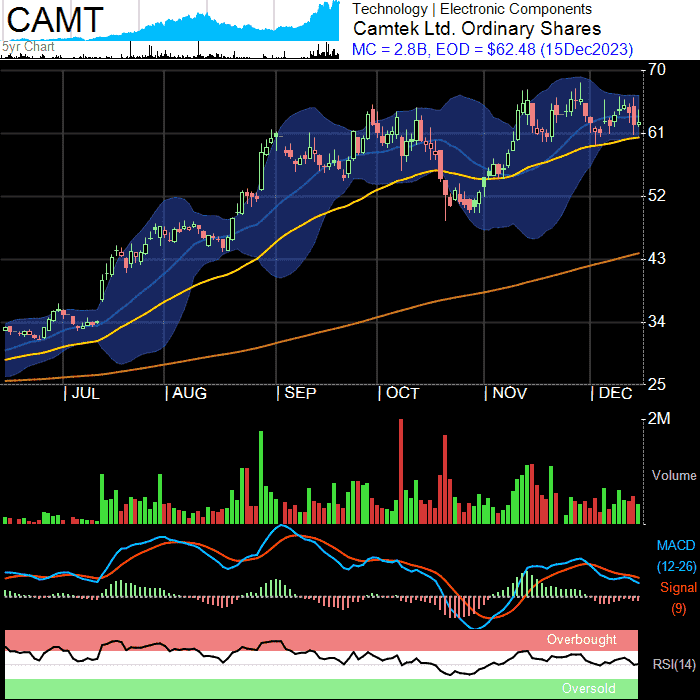 CAMT
5yr Chart
Technology | Electronic Components
Camtek Ltd. Ordinary Shares
MC = 2.8B, EOD = $62.48 (15Dec2023)
70
61
52
43
34
25
| JUL | AUG | SEP | OCT | NOV | DEC
2M
Volume
MACD
(12-26)
Signal
(9)
Overbought
RSI(14)
Oversold